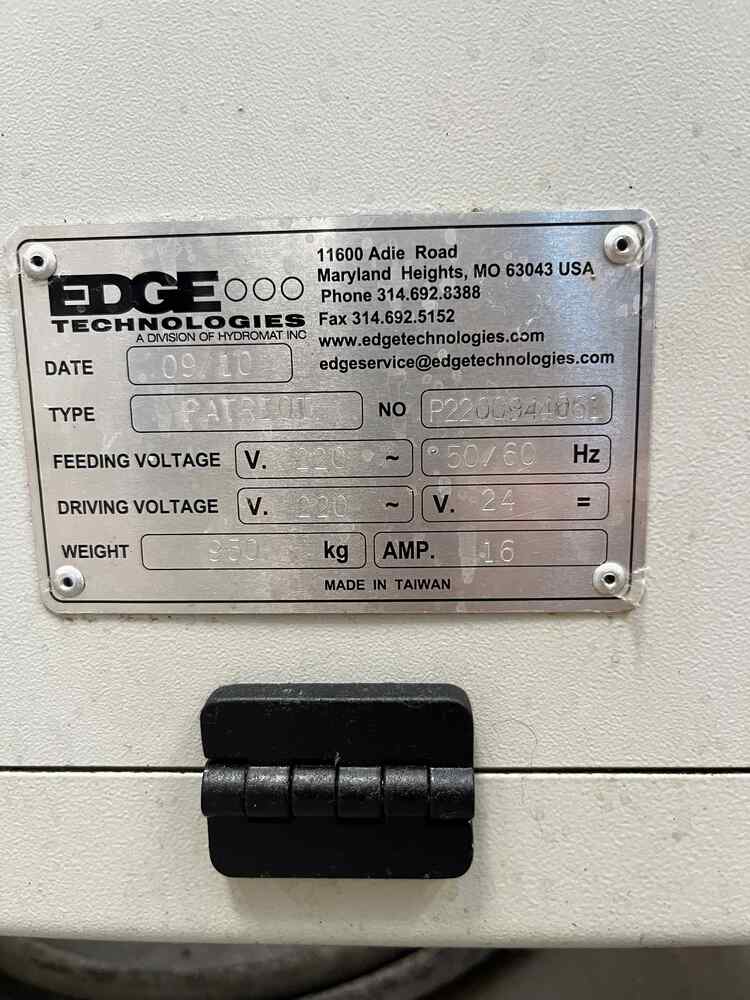 EDGE
TECHNOLOGIES
A DIVISION OF HYDROMAT INC
11600 Adie Road
Maryland Heights, MO 63043 USA
Phone 314.692.8388
Fax 314.692.5152
www.edgetechnologies.com
edgeservice@edgetechnologies.com
DATE 09/10
TYPE PATRIOT NO
FEEDING VOLTAGE V. 220 ~ 50/60 Hz
DRIVING VOLTAGE V. 220 ~ V. 24 =
WEIGHT 950 kg AMP. 16
MADE IN TAIWAN